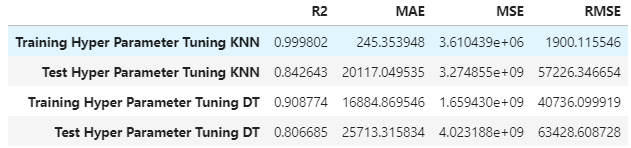 R2 MAE MSE RMSE
Training Hyper Parameter Tuning KNN 0.999802 245.353948 3.610439e+06 1900.115546
Test Hyper Parameter Tuning KNN 0.842643 20117.049535 3.274855e+09 57226.346654
Training Hyper Parameter Tuning DT 0.908774 16884.869546 1.659430e+09 40736.099919
Test Hyper Parameter Tuning DT 0.806685 25713.315834 4.023188e+09 63428.608728